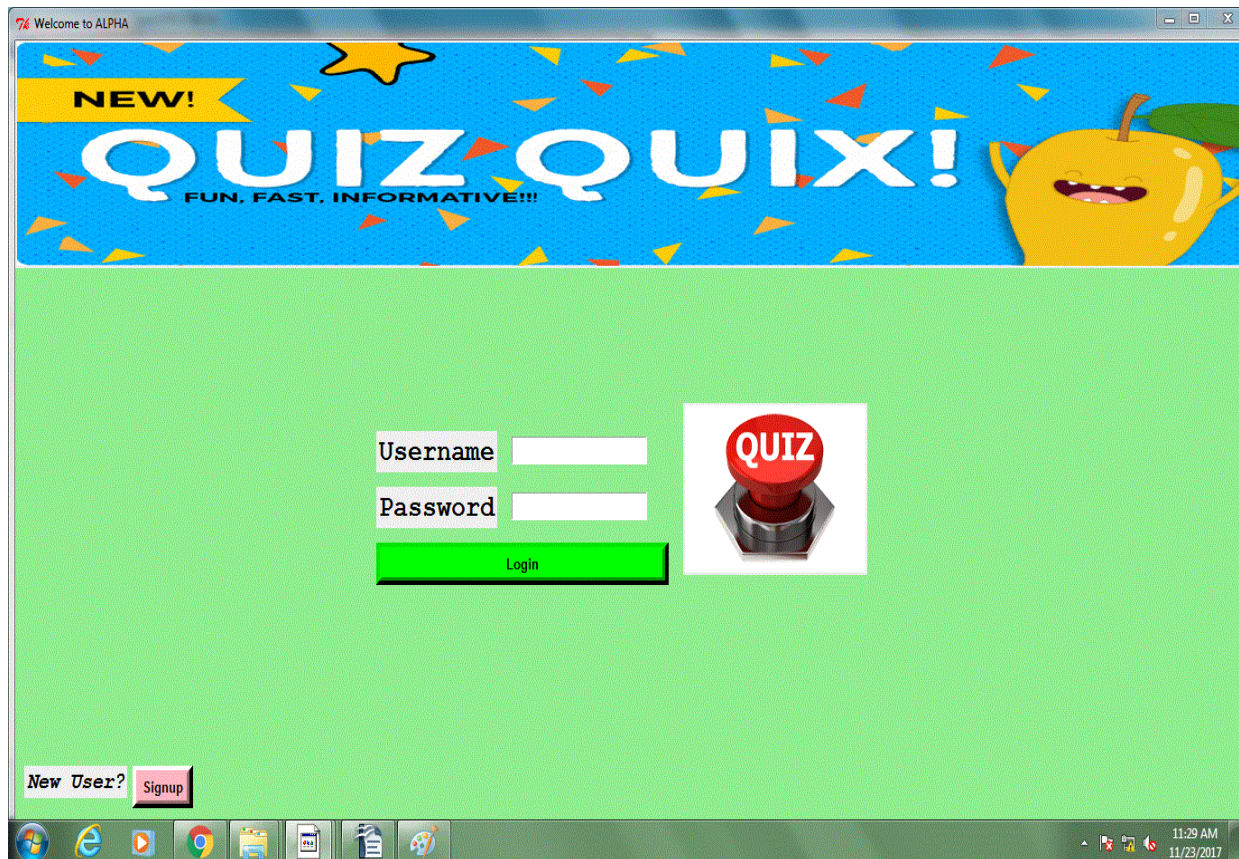 Welcome to ALPHA
NEW!
QUIZ QUIX!
FUN, FAST, INFORMATIVE!!!
Username
QUIZ
Password
Login
New User?
Signup
11:29 AM
11/23/2017